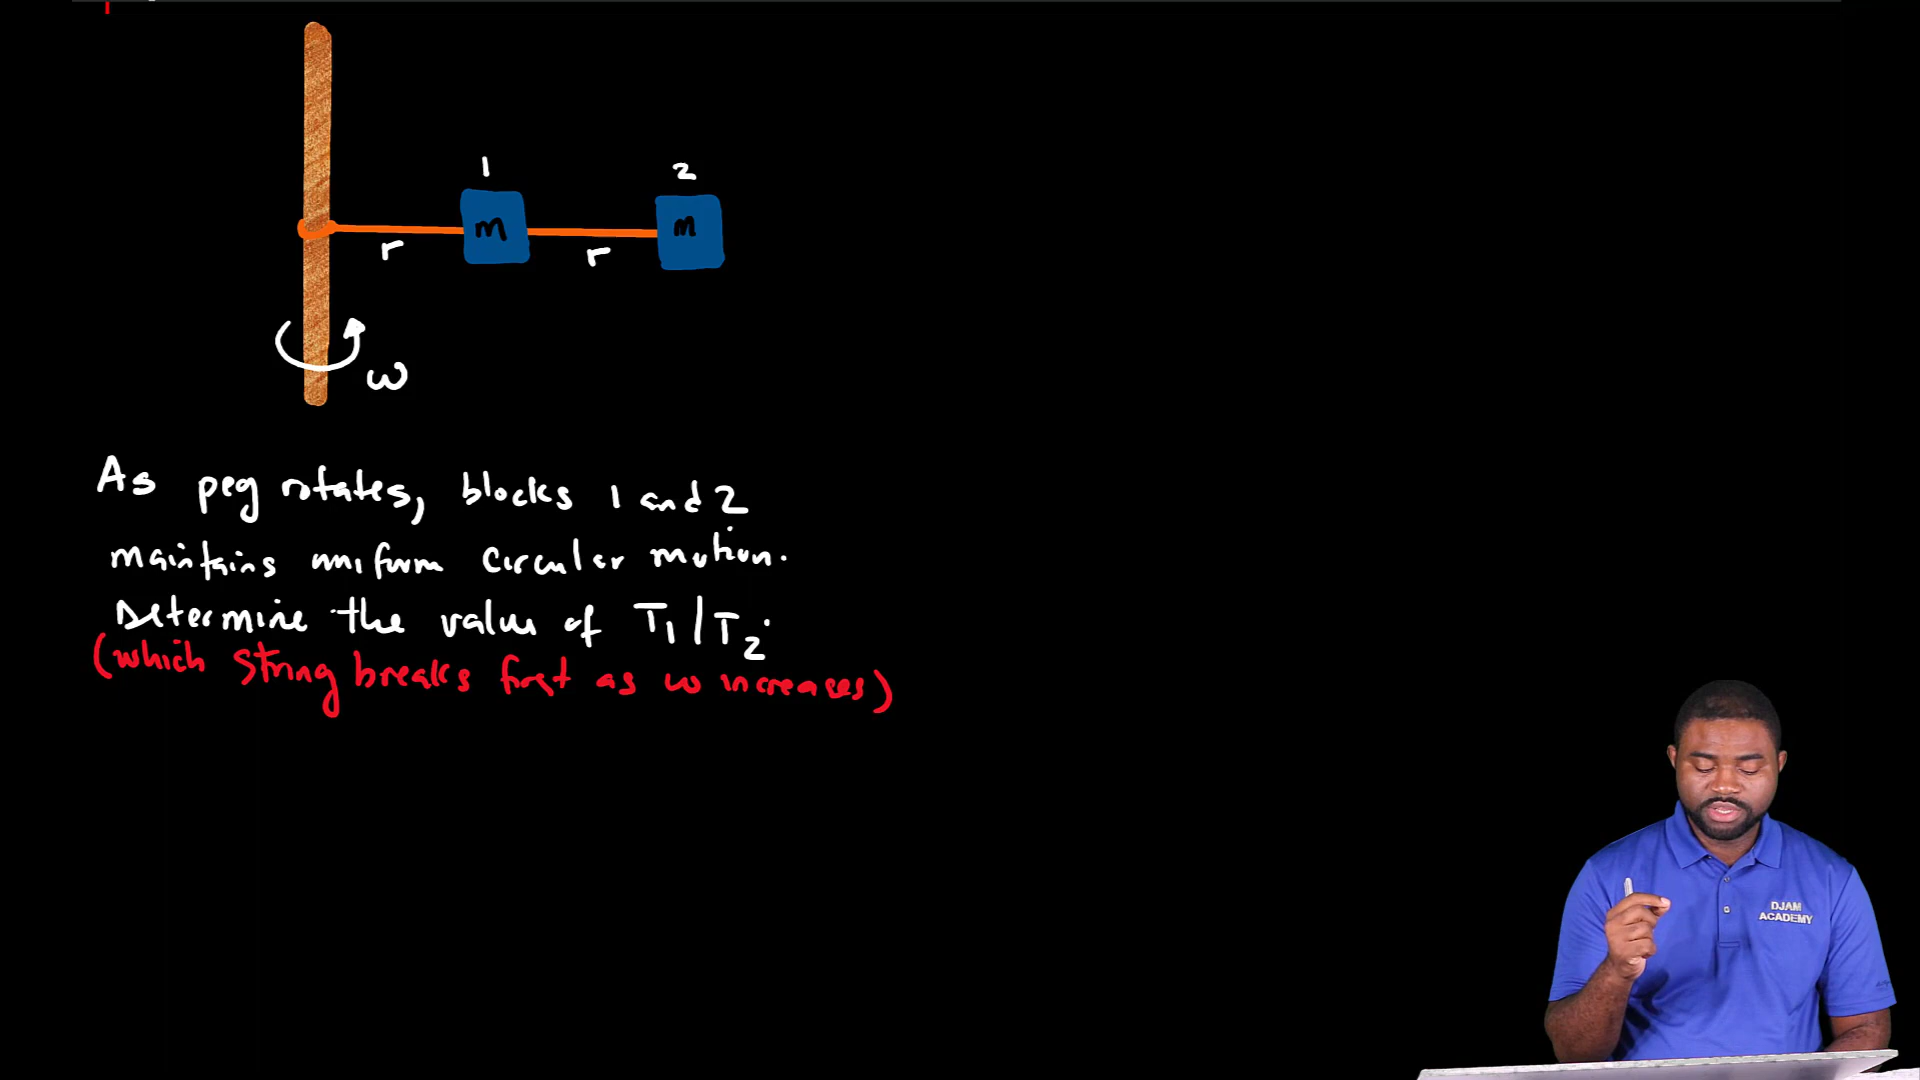 1
2
m
m
r
r
ω
As peg rotates, blocks 1 and 2
maintains uniform circular motion.
Determine the value of T₁/T₂.
(which string breaks first as ω increases)
DJAM
ACADEMY